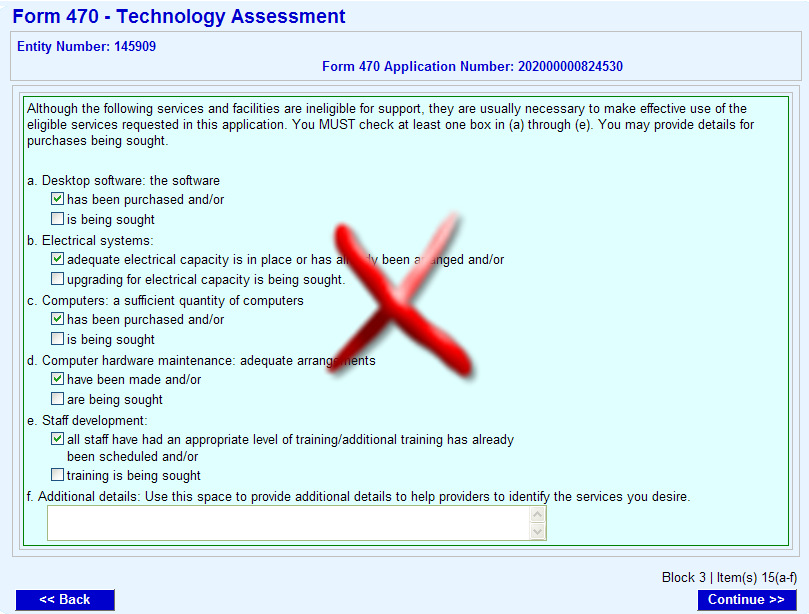 Form 470 - Technology Assessment
Entity Number: 145909
Form 470 Application Number: 202000000824530
Although the following services and facilities are ineligible for support, they are usually necessary to make effective use of the
eligible services requested in this application. You MUST check at least one box in (a) through (e). You may provide details for
purchases being sought.
a. Desktop software: the software
has been purchased and/or
is being sought
b. Electrical systems:
adequate electrical capacity is in place or has already been arranged and/or
upgrading for electrical capacity is being sought.
c. Computers: a sufficient quantity of computers
has been purchased and/or
is being sought
d. Computer hardware maintenance: adequate arrangements
have been made and/or
are being sought
e. Staff development:
all staff have had an appropriate level of training/additional training has already
been scheduled and/or
training is being sought
f. Additional details: Use this space to provide additional details to help providers to identify the services you desire.
Block 3 | Item(s) 15(a-f)
<< Back
Continue >>